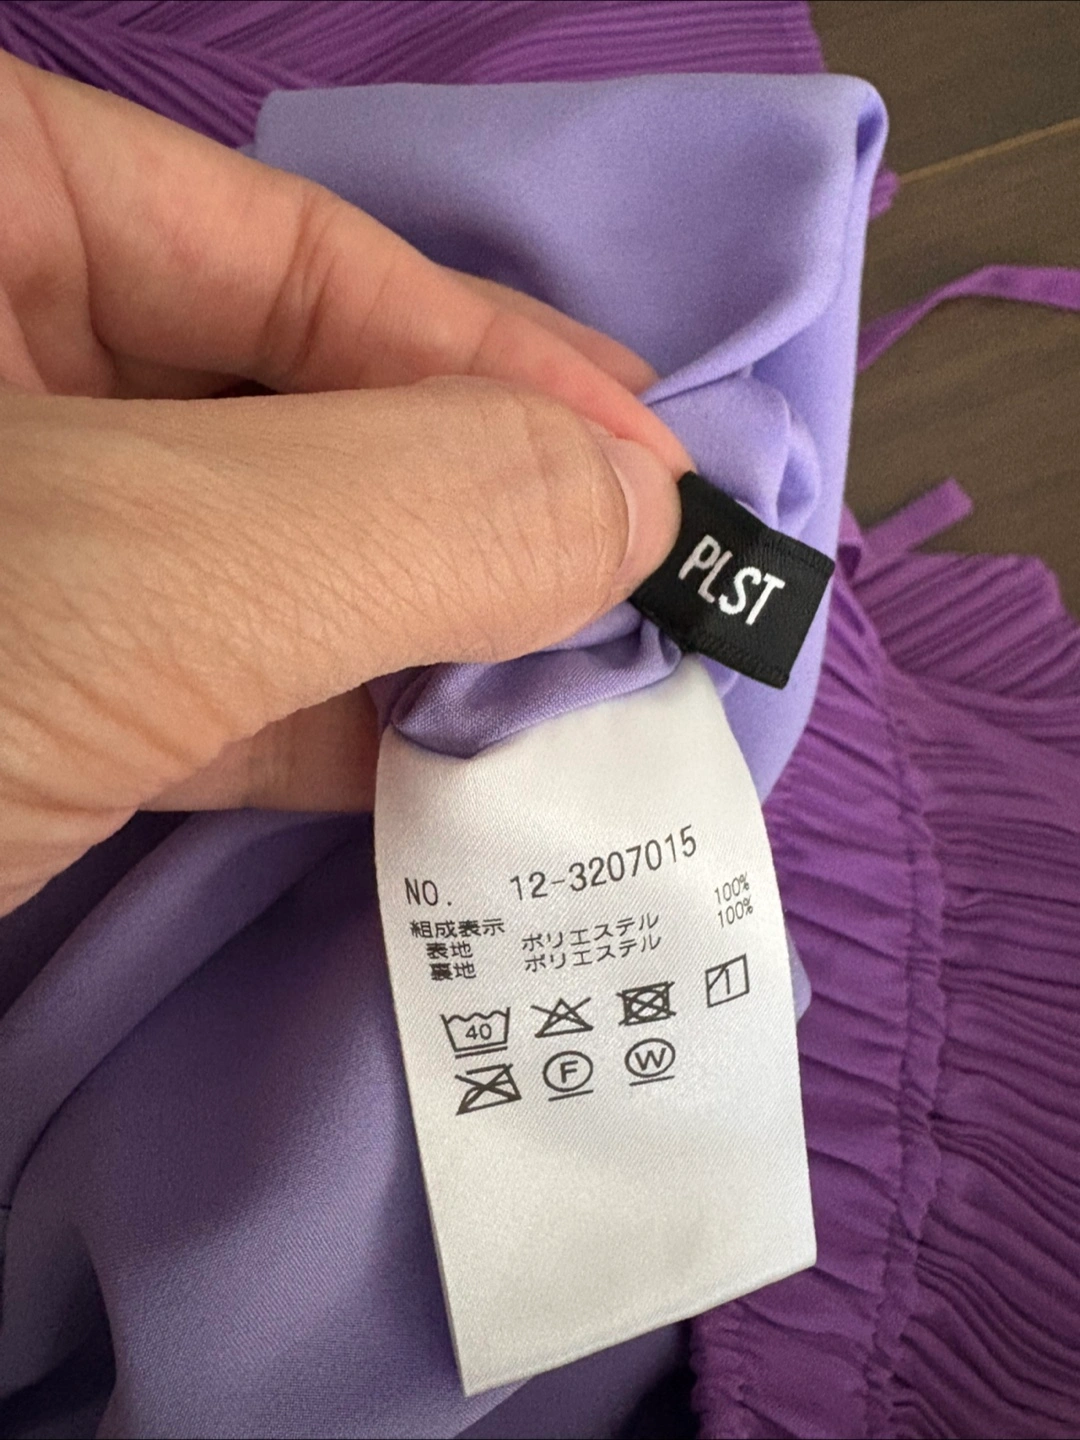 PLST
NO. 12-3207015
組成表示
表地 ポリエステル 100%
裏地 ポリエステル 100%
40
F W